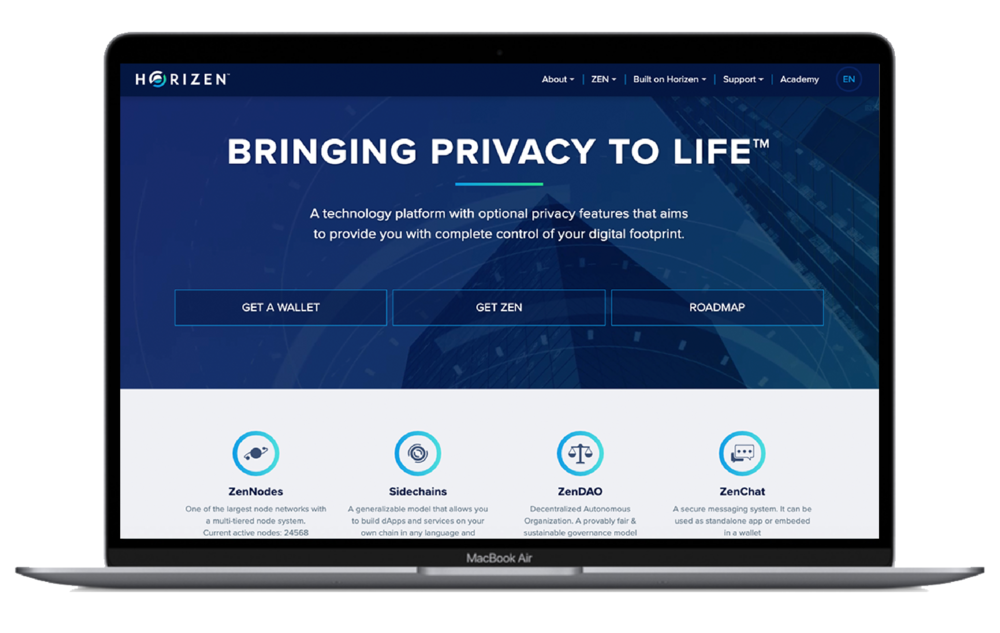 HORIZEN™
About | ZEN | Built on Horizen | Support | Academy EN
BRINGING PRIVACY TO LIFE™
A technology platform with optional privacy features that aims
to provide you with complete control of your digital footprint.
GET A WALLET GET ZEN ROADMAP
ZenNodes
One of the largest node networks with
a multi-tiered node system.
Current active nodes: 24568
Sidechains
A generalizable model that allows you
to build dApps and services on your
own chain in any language and
ZenDAO
Decentralized Autonomous
Organization. A provably fair &
sustainable governance model
ZenChat
A secure messaging system. It can be
used as standalone app or embeded
in a wallet
MacBook Air